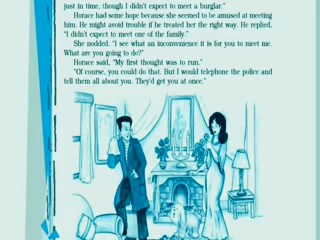 just in time, though I didn't expect to meet a burglar."
Horace had some hope because she seemed to be amused at meeting
him. He might avoid trouble if he treated her the right way. He replied,
"I didn't expect to meet one of the family."
She nodded. "I see what an inconvenience it is for you to meet me.
What are you going to do?"
Horace said, "My first thought was to run."
"Of course, you could do that. But I would telephone the police and
tell them all about you. They'd get you at once."